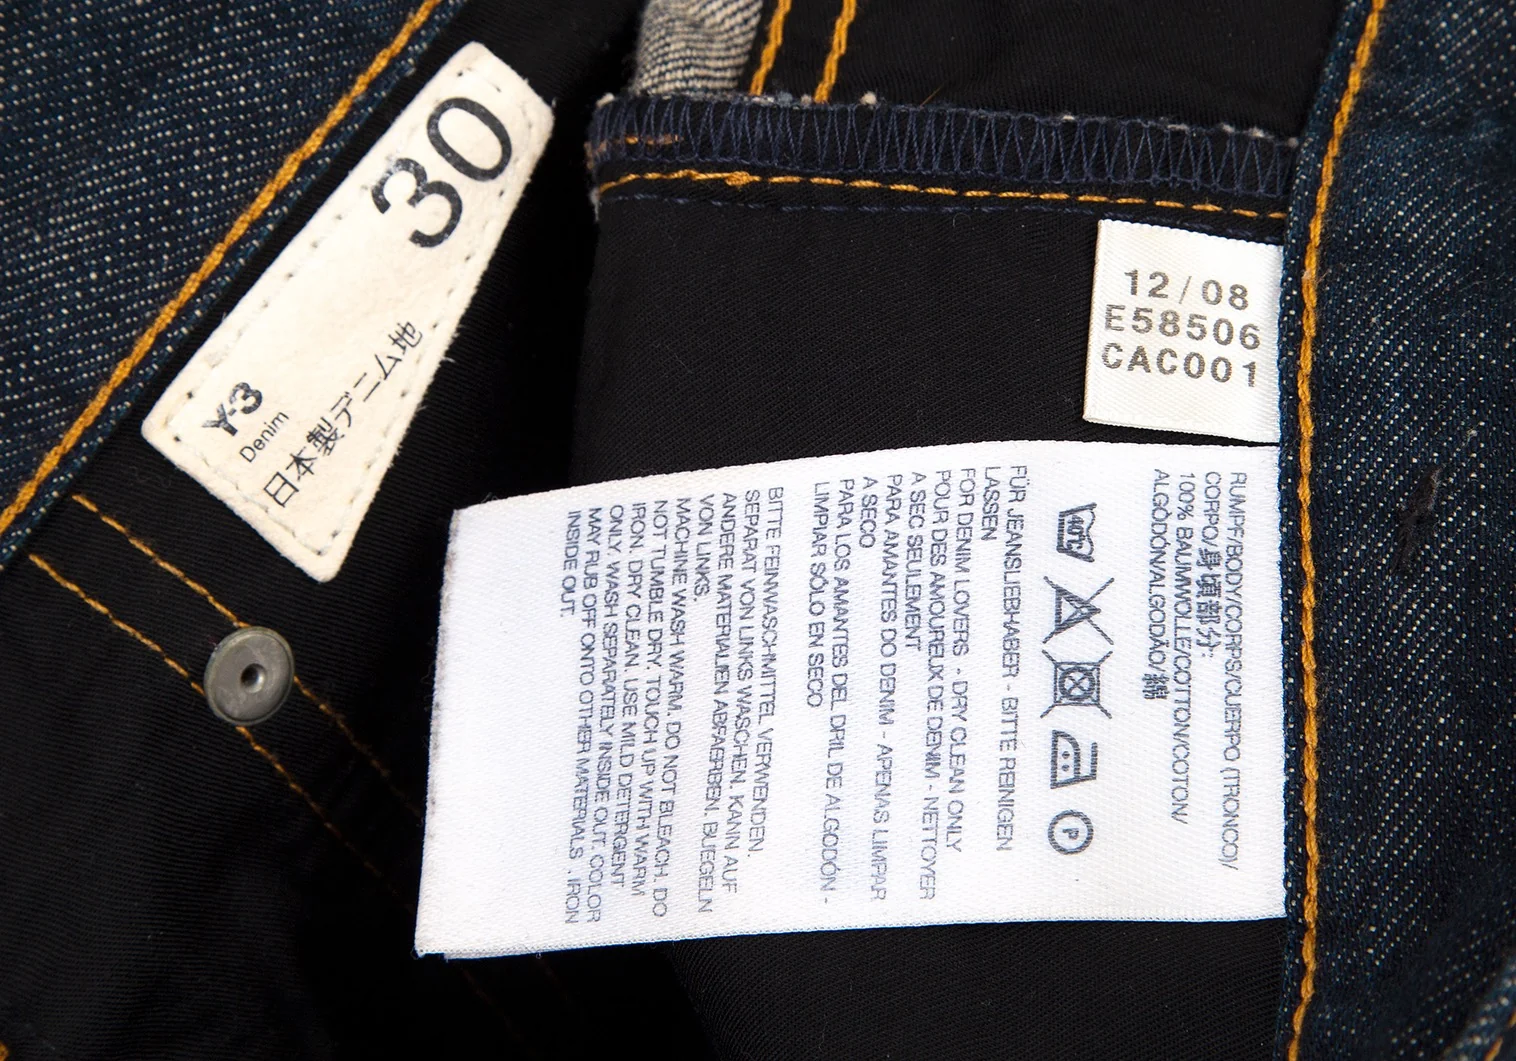 30
Y-3
Denim
日本製デニム地
12/08
E58506
CAC001
RUMPF/BODY/CORPS/CUERPO (TRONCO)/
CORPO/身頃部分:
100% BAUMWOLLE/COTTON/COTON/
ALGODÓN/ALGODÃO/綿
40°C
P
FÜR JEANSLIEBHABER - BITTE REINIGEN
LASSEN
FOR DENIM LOVERS - DRY CLEAN ONLY
POUR DES AMOUREUX DE DENIM - NETTOYER
A SEC SEULEMENT
PARA AMANTES DO DENIM - APENAS LIMPAR
A SECO
PARA LOS AMANTES DEL DRIL DE ALGODÓN -
LIMPIAR SÓLO EN SECO
BITTE FEINWASCHMITTEL VERWENDEN.
SEPARAT VON LINKS WASCHEN. KANN AUF
ANDERE MATERIALIEN ABFAERBEN. BUEGELN
VON LINKS.
MACHINE WASH WARM. DO NOT BLEACH. DO
NOT TUMBLE DRY. TOUCH UP WITH WARM
IRON. DRY CLEAN. USE MILD DETERGENT
ONLY. WASH SEPARATELY INSIDE OUT. COLOR
MAY RUB OFF ONTO OTHER MATERIALS . IRON
INSIDE OUT.